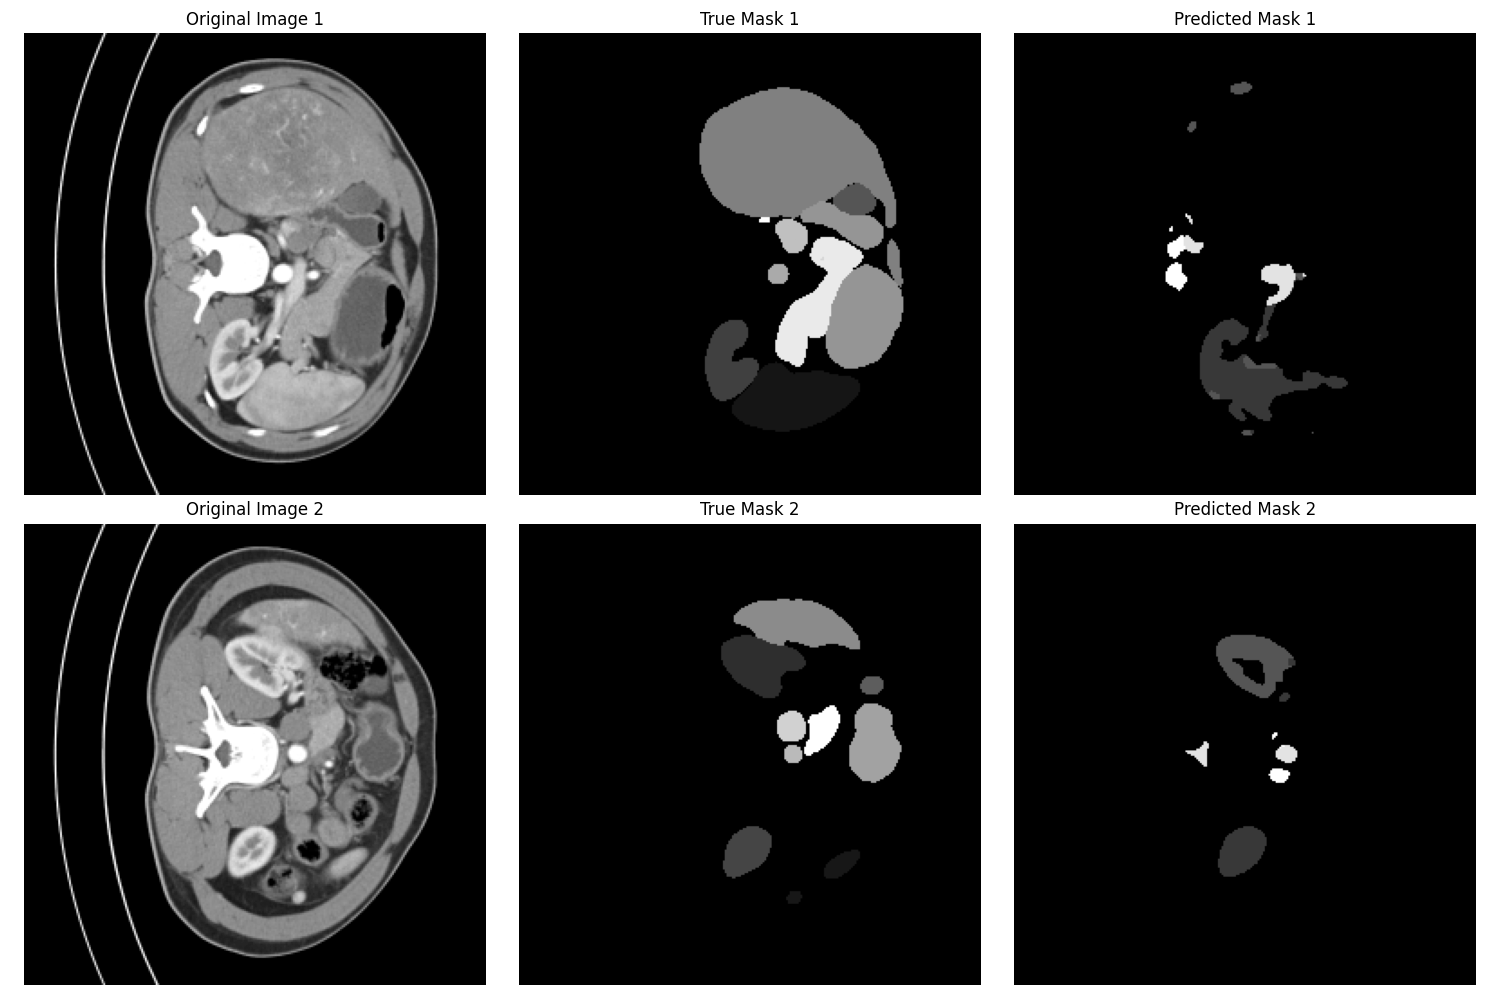 Original Image 1
True Mask 1
Predicted Mask 1
Original Image 2
True Mask 2
Predicted Mask 2